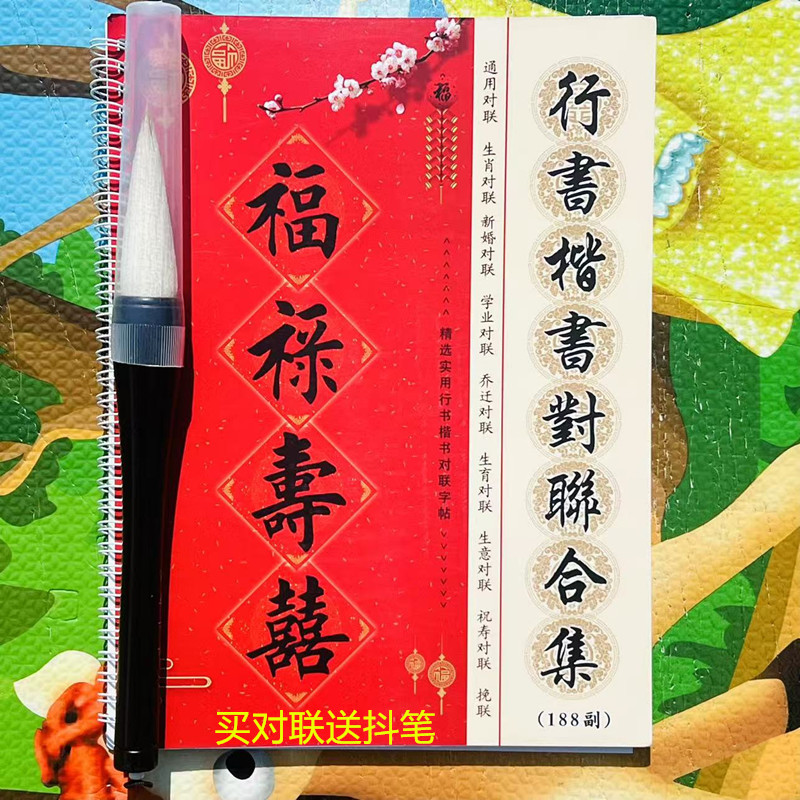 行書楷書對聯合集
（188副）
通用对联 生肖对联 新婚对联 学业对联 乔迁对联 生育对联 生意对联 祝寿对联 挽联
福
精选实用行书楷书对联字帖
福
祿
壽
囍
买对联送抖笔